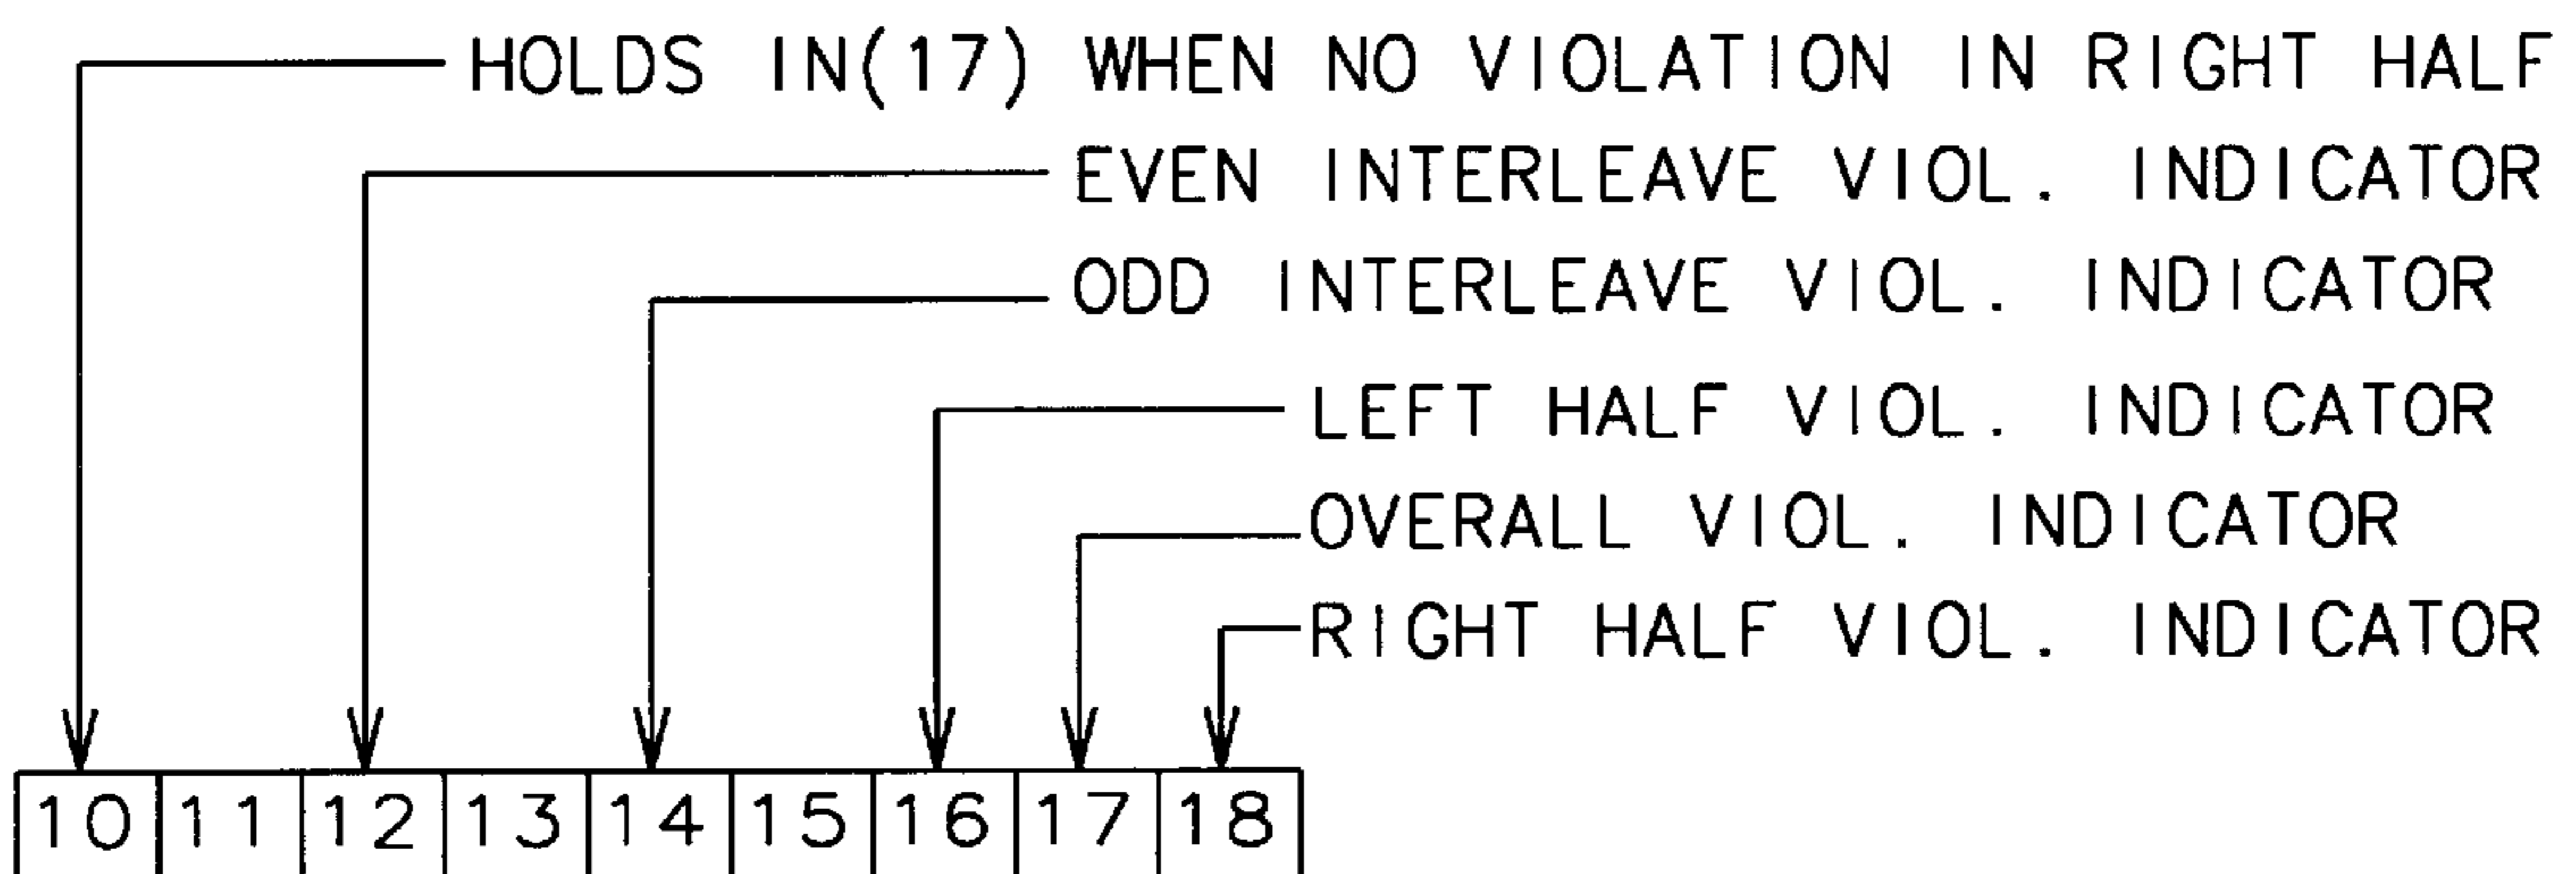 HOLDS IN(17) WHEN NO VIOLATION IN RIGHT HALF
EVEN INTERLEAVE VIOL. INDICATOR
ODD INTERLEAVE VIOL. INDICATOR
LEFT HALF VIOL. INDICATOR
OVERALL VIOL. INDICATOR
RIGHT HALF VIOL. INDICATOR
10 11 12 13 14 15 16 17 18